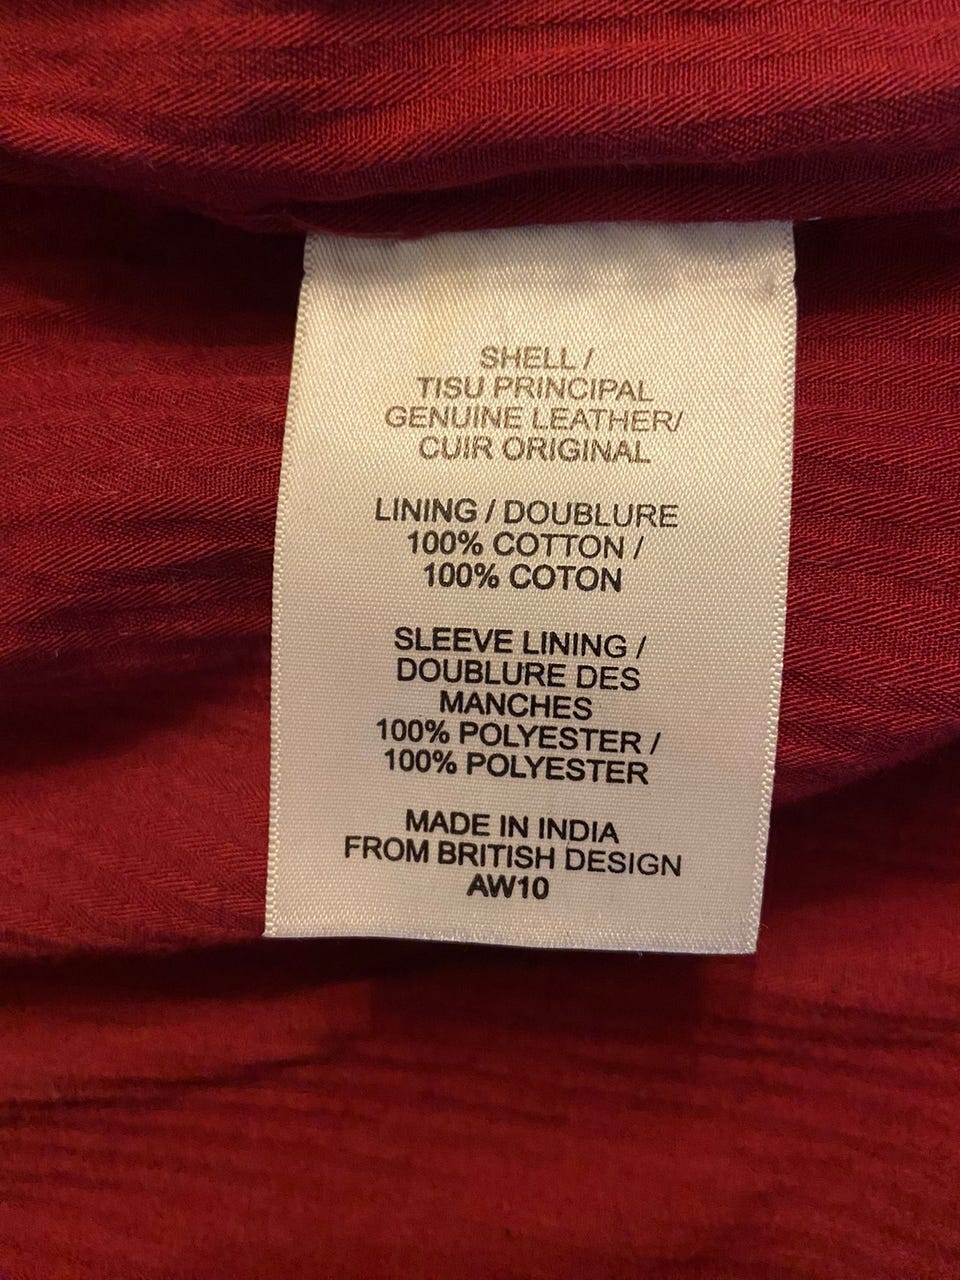 SHELL /
TISU PRINCIPAL
GENUINE LEATHER/
CUIR ORIGINAL
LINING / DOUBLURE
100% COTTON /
100% COTON
SLEEVE LINING /
DOUBLURE DES
MANCHES
100% POLYESTER /
100% POLYESTER
MADE IN INDIA
FROM BRITISH DESIGN
AW10